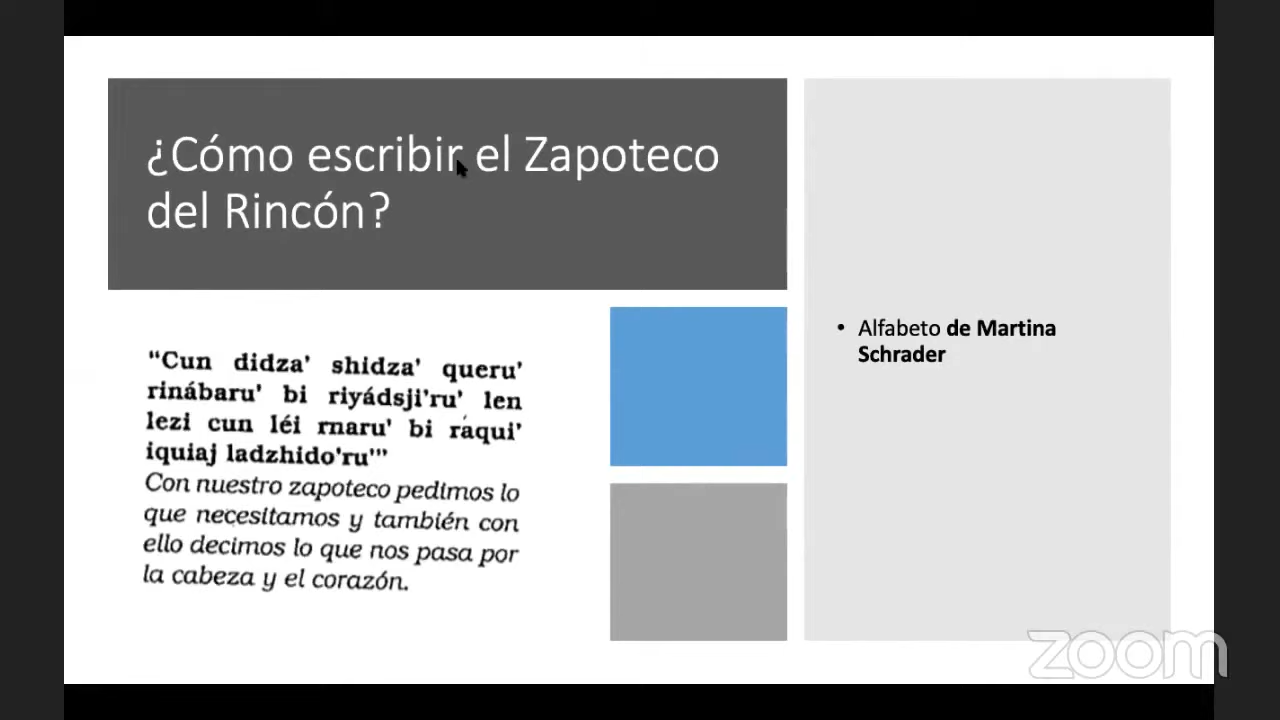 ¿Cómo escribir el Zapoteco
del Rincón?
"Cun didza' shidza' queru'
rinábaru' bi riyádsji'ru' len
lezi cun léi rnaru' bi ráqui'
iquiaj ladzhido'ru'"
Con nuestro zapoteco pedimos lo
que necesitamos y también con
ello decimos lo que nos pasa por
la cabeza y el corazón.
• Alfabeto de Martina
Schrader
zoom